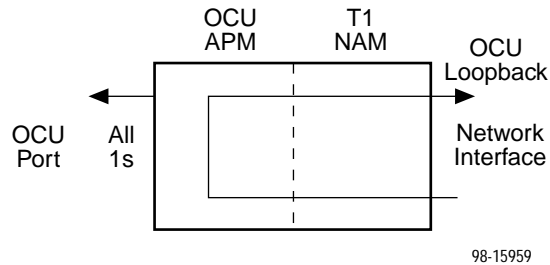 OCU
APM
T1
NAM
OCU
Loopback
OCU
Port
All
1s
Network
Interface
98-15959